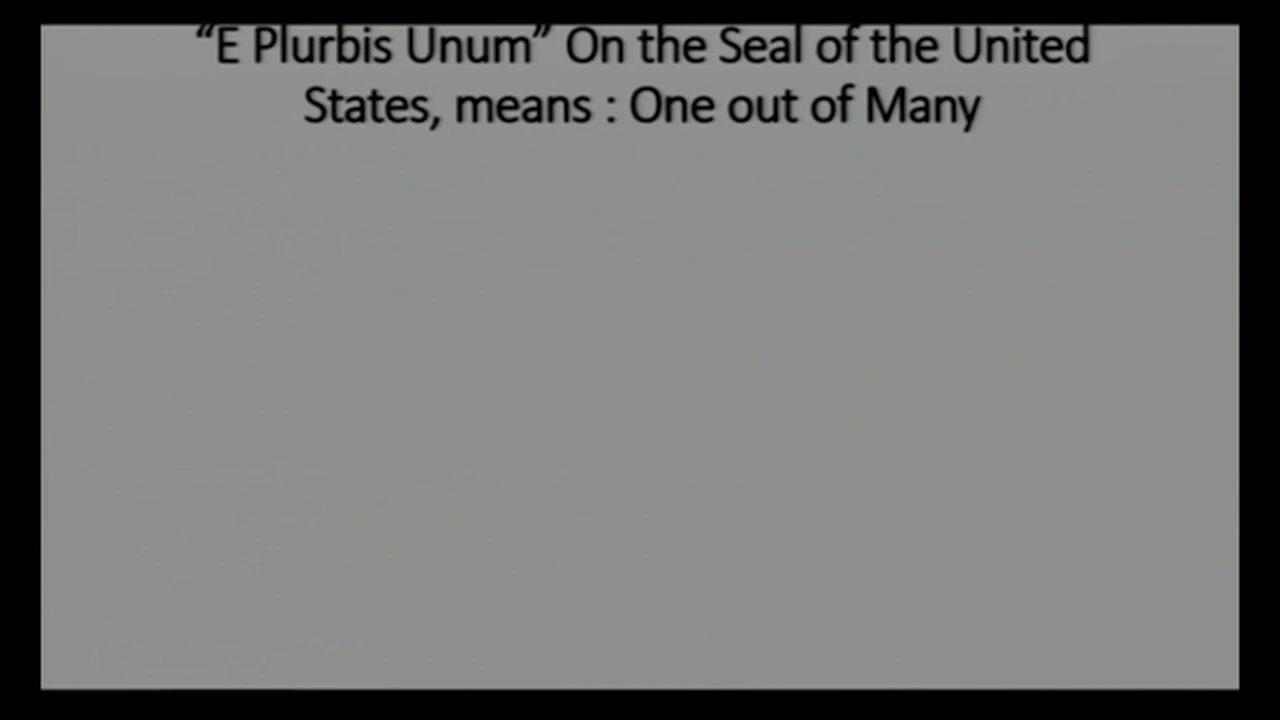 “E Plurbis Unum” On the Seal of the United
States, means : One out of Many